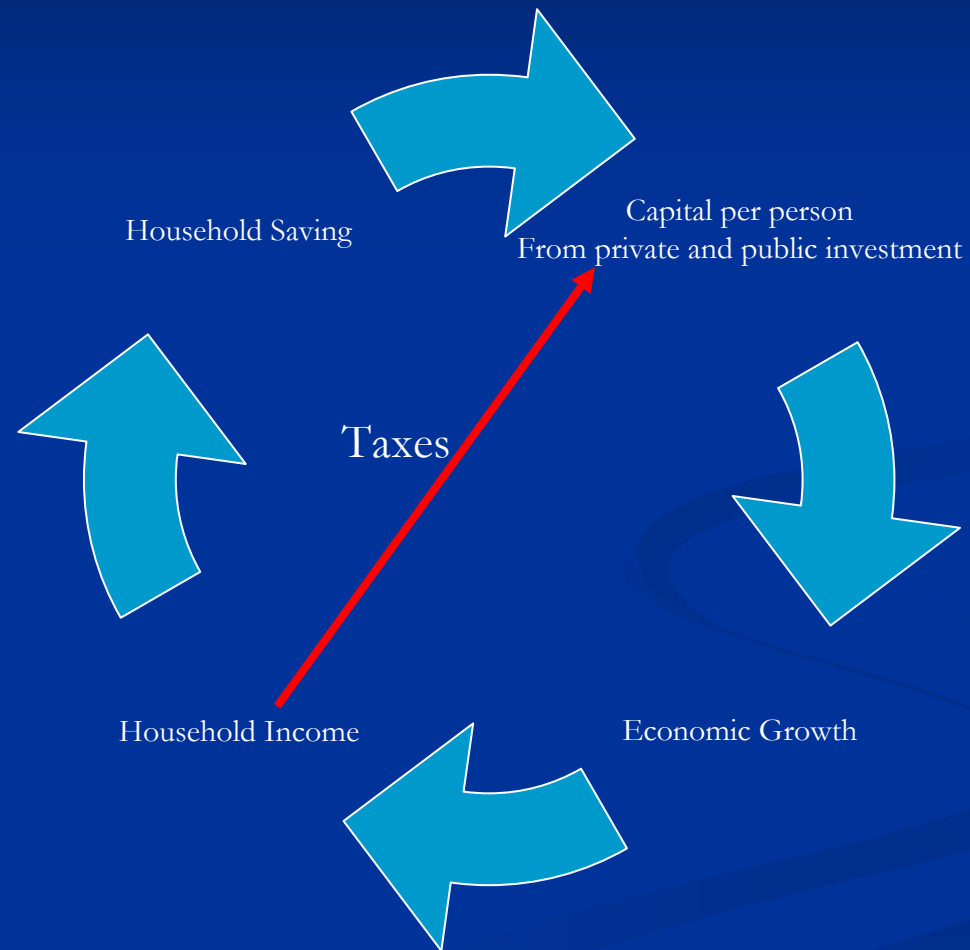 Household Saving
Capital per person
From private and public investment
Taxes
Household Income
Economic Growth